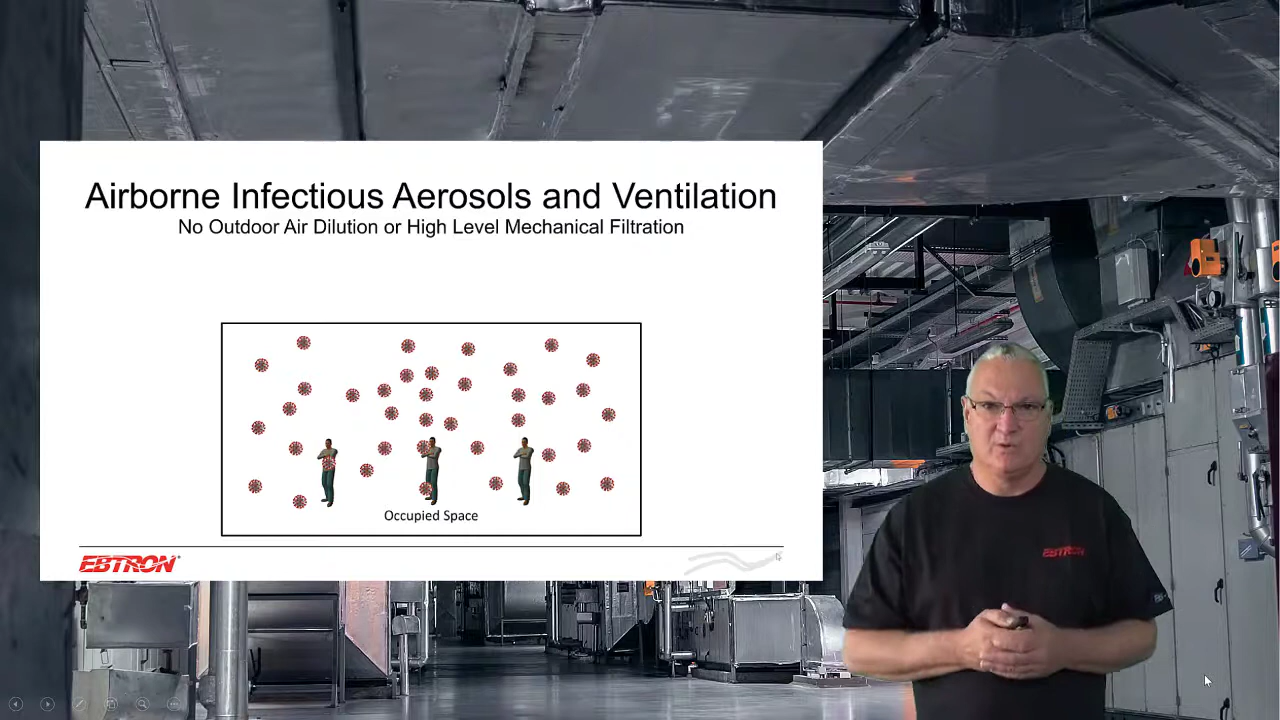 Airborne Infectious Aerosols and Ventilation
No Outdoor Air Dilution or High Level Mechanical Filtration
Occupied Space
EBTRON
EBTRON